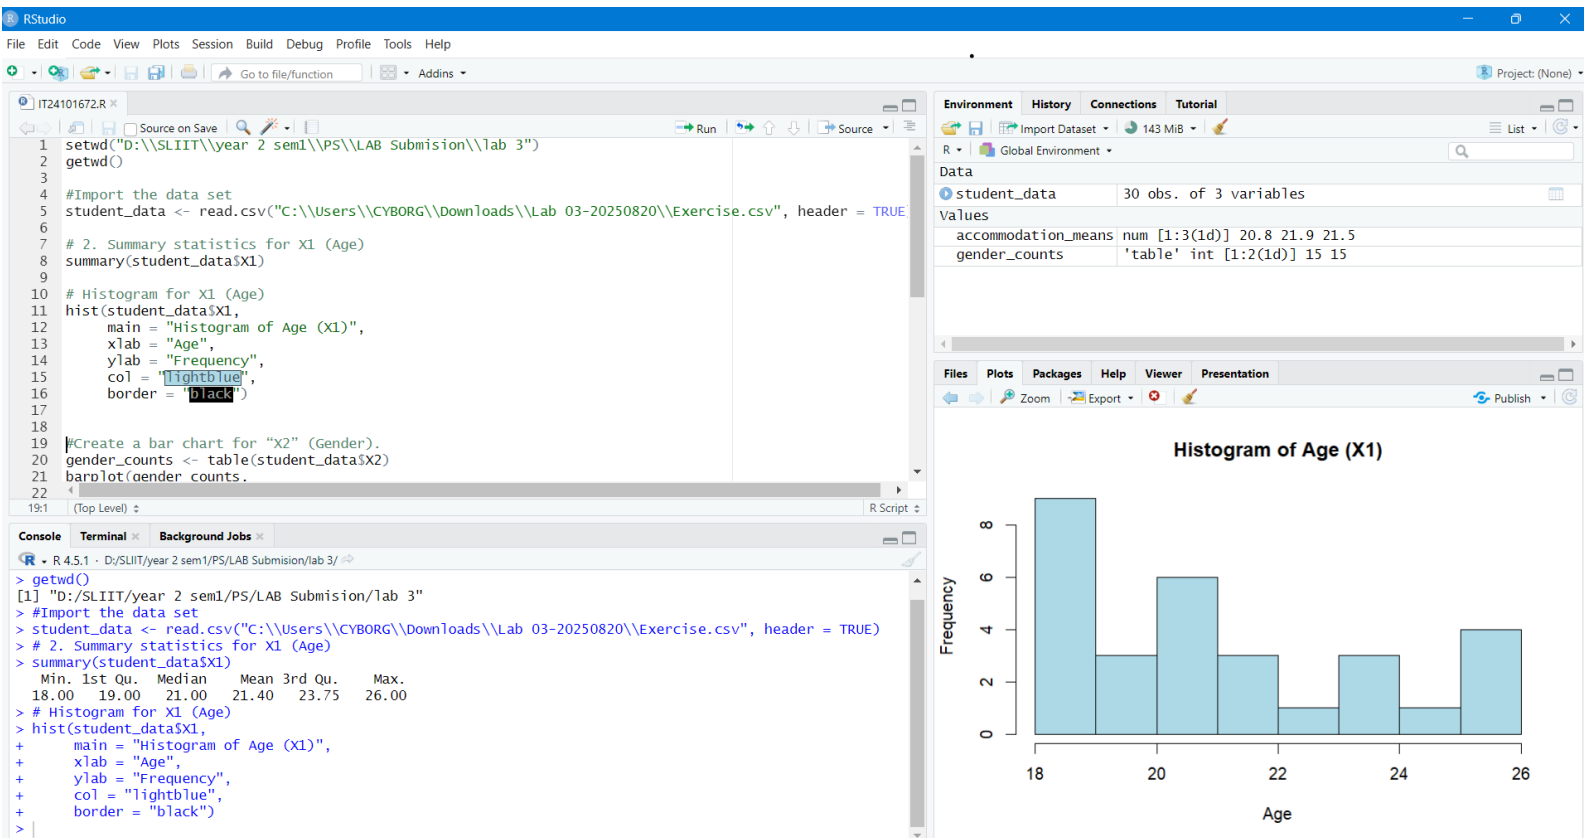 RStudio
File Edit Code View Plots Session Build Debug Profile Tools Help
Go to file/function Addins Project: (None)
IT24101672.R
Source on Save Run Source
1 setwd("D:\\SLIIT\\year 2 sem1\\PS\\LAB Submision\\lab 3")
2 getwd()
3
4 #Import the data set
5 student_data <- read.csv("C:\\Users\\CYBORG\\Downloads\\Lab 03-20250820\\Exercise.csv", header = TRUE)
6
7 # 2. Summary statistics for X1 (Age)
8 summary(student_data$X1)
9
10 # Histogram for X1 (Age)
11 hist(student_data$X1,
12 main = "Histogram of Age (X1)",
13 xlab = "Age",
14 ylab = "Frequency",
15 col = "lightblue",
16 border = "black")
17
18
19 #Create a bar chart for “X2” (Gender).
20 gender_counts <- table(student_data$X2)
21 barplot(gender_counts,
22
19:1 (Top Level) R Script
Console Terminal Background Jobs
R 4.5.1 · D:/SLIIT/year 2 sem1/PS/LAB Submision/lab 3/
> getwd()
[1] "D:/SLIIT/year 2 sem1/PS/LAB Submision/lab 3"
> #Import the data set
> student_data <- read.csv("C:\\Users\\CYBORG\\Downloads\\Lab 03-20250820\\Exercise.csv", header = TRUE)
> # 2. Summary statistics for X1 (Age)
> summary(student_data$X1)
Min. 1st Qu. Median Mean 3rd Qu. Max.
18.00 19.00 21.00 21.40 23.75 26.00
> # Histogram for X1 (Age)
> hist(student_data$X1,
+ main = "Histogram of Age (X1)",
+ xlab = "Age",
+ ylab = "Frequency",
+ col = "lightblue",
+ border = "black")
>
Environment History Connections Tutorial
Import Dataset 143 MiB List
R Global Environment
Data
student_data 30 obs. of 3 variables
Values
accommodation_means num [1:3(1d)] 20.8 21.9 21.5
gender_counts 'table' int [1:2(1d)] 15 15
Files Plots Packages Help Viewer Presentation
Zoom Export Publish
Histogram of Age (X1)
Frequency
8
6
4
2
0
18 20 22 24 26
Age